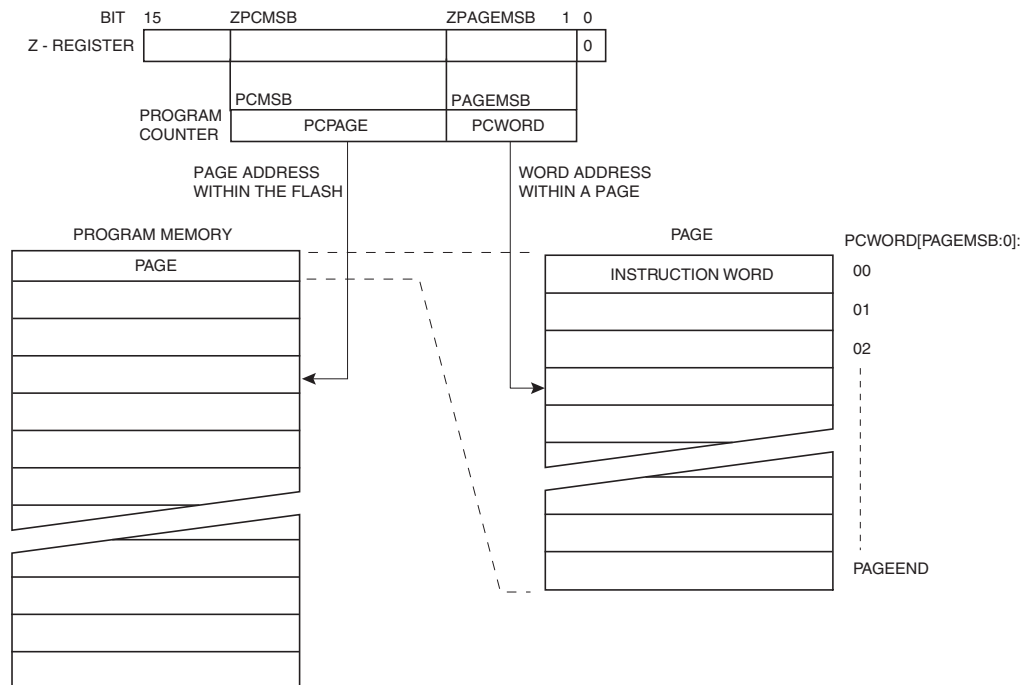 BIT 15 ZPCMSB ZPAGEMSB 1 0
Z - REGISTER 0
PCMSB PAGEMSB
PROGRAM
COUNTER
PCPAGE PCWORD
PAGE ADDRESS
WITHIN THE FLASH
WORD ADDRESS
WITHIN A PAGE
PROGRAM MEMORY
PAGE
PAGE
PCWORD[PAGEMSB:0]:
INSTRUCTION WORD
00
01
02
PAGEEND